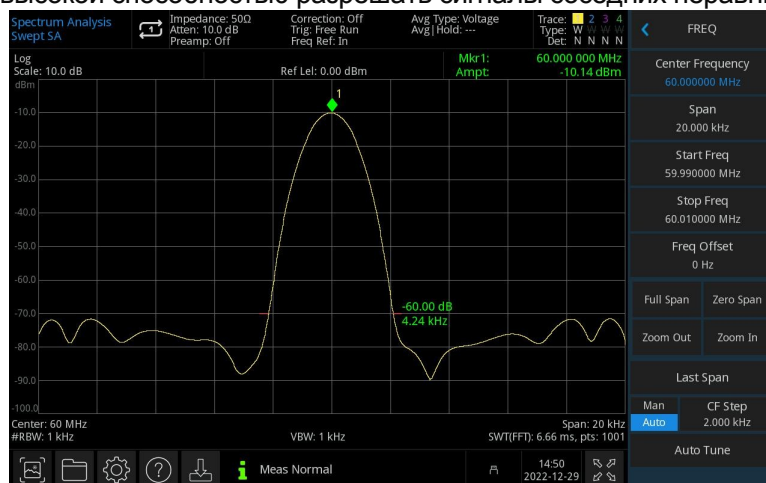 высокой способностью разрешать сигналы соседних
Spectrum Analysis
Swept SA
Impedance: 50Ω
Atten: 10.0 dB
Preamp: Off
Correction: Off
Trig: Free Run
Freq Ref: In
Avg Type: Voltage
Avg|Hold: ---
Trace: 2 3 4
Type: W W W W
Det: N N N N
Log
Scale: 10.0 dB
Ref Lel: 0.00 dBm
Mkr1: 60.000 000 MHz
Ampt: -10.14 dBm
dBm
1
-10.0
-20.0
-30.0
-40.0
-50.0
-60.0
-70.0
-80.0
-90.0
-100.0
-60.00 dB
4.24 kHz
Center: 60 MHz
Span: 20 kHz
#RBW: 1 kHz
VBW: 1 kHz
SWT(FFT): 6.66 ms, pts: 1001
Meas Normal
14:50
2022-12-29
FREQ
Center Frequency
60.000000 MHz
Span
20.000 kHz
Start Freq
59.990000 MHz
Stop Freq
60.010000 MHz
Freq Offset
0 Hz
Full Span
Zero Span
Zoom Out
Zoom In
Last Span
Man
Auto
CF Step
2.000 kHz
Auto Tune